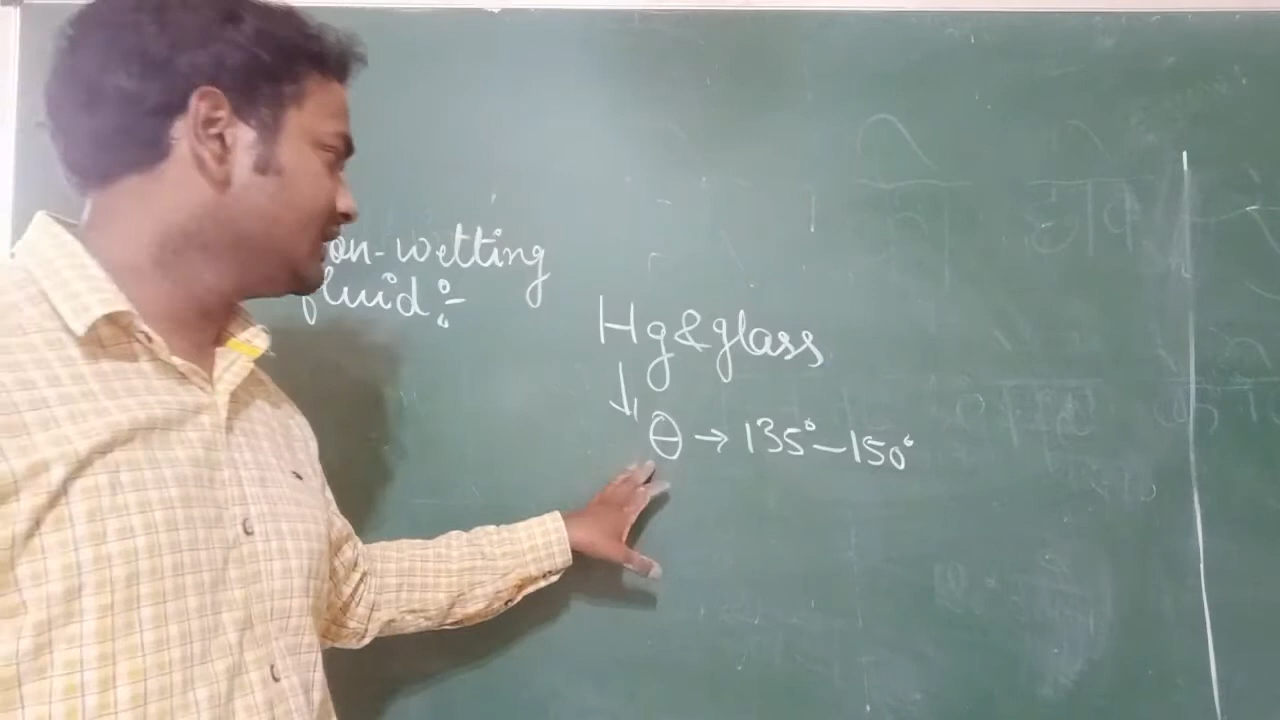 on-wetting
fluid:-
Hg & glass
↓
θ → 135° – 150°